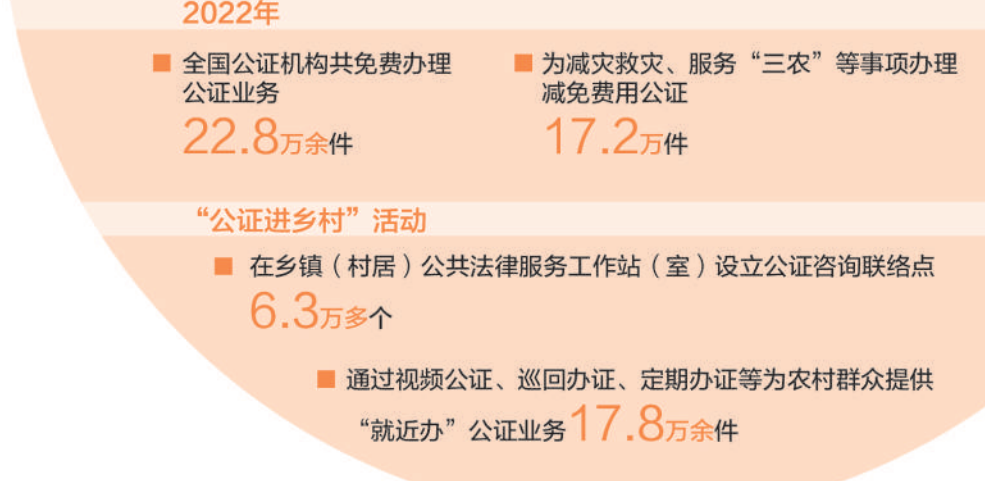 2022年
■ 全国公证机构共免费办理
公证业务
22.8万余件
■ 为减灾救灾、服务“三农”等事项办理
减免费用公证
17.2万件
“公证进乡村”活动
■ 在乡镇（村居）公共法律服务工作站（室）设立公证咨询联络点
6.3万多个
■ 通过视频公证、巡回办证、定期办证等为农村群众提供
“就近办”公证业务17.8万余件